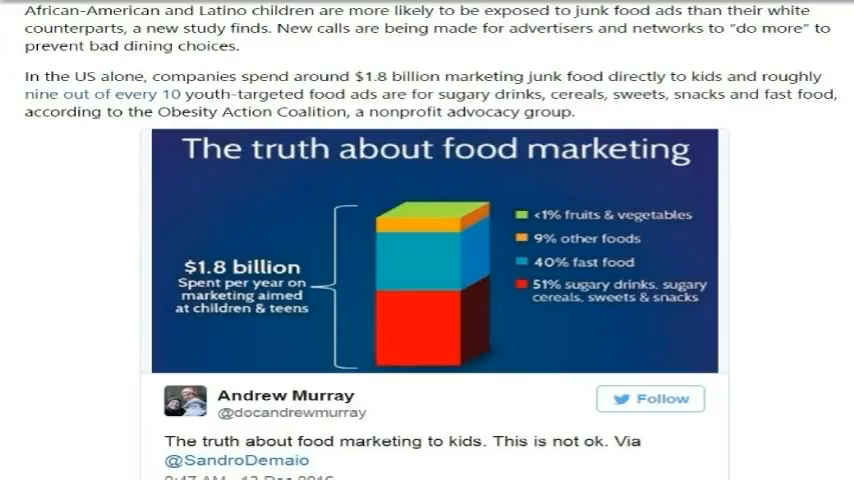 African-American and Latino children are more likely to be exposed to junk food ads than their white
counterparts, a new study finds. New calls are being made for advertisers and networks to “do more” to
prevent bad dining choices.
In the US alone, companies spend around $1.8 billion marketing junk food directly to kids and roughly
nine out of every 10 youth-targeted food ads are for sugary drinks, cereals, sweets, snacks and fast food,
according to the Obesity Action Coalition, a nonprofit advocacy group.
The truth about food marketing
$1.8 billion
Spent per year on
marketing aimed
at children & teens
<1% fruits & vegetables
9% other foods
40% fast food
51% sugary drinks, sugary
cereals, sweets & snacks
Andrew Murray
@docandrewmurray
Follow
The truth about food marketing to kids. This is not ok. Via
@SandroDemaio